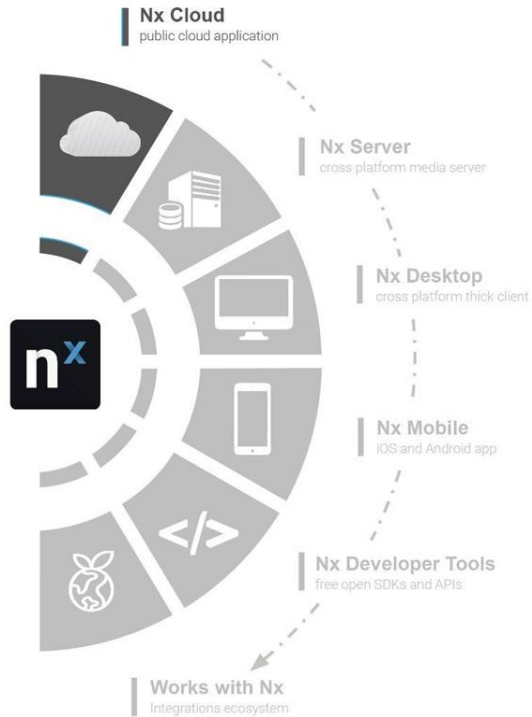 Nx Cloud
public cloud application
Nx Server
cross platform media server
Nx Desktop
cross platform thick client
nx
Nx Mobile
iOS and Android app
</>
Nx Developer Tools
free open SDKs and APIs
Works with Nx
Integrations ecosystem